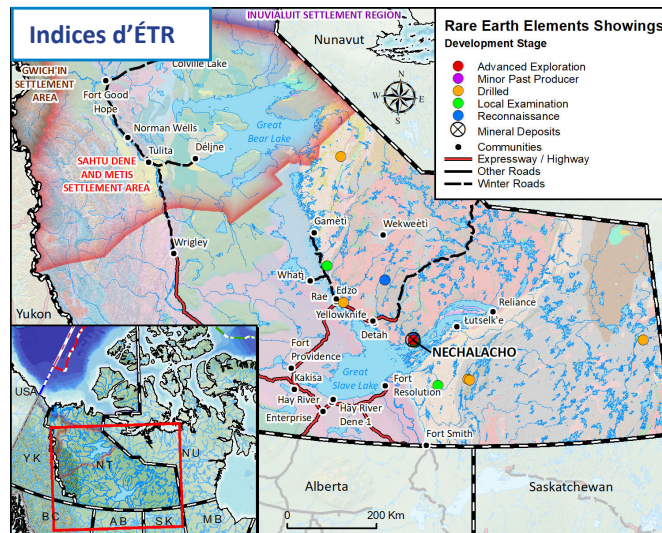 Indices d'ÉTR
INUVIALUIT SETTLEMENT REGION
Nunavut
GWICH'IN
SETTLEMENT
AREA
Colville Lake
Fort Good
Hope
Norman Wells
Tulita
Délįne
Great
Bear Lake
SAHTU DENE
AND METIS
SETTLEMENT AREA
Wrigley
Gameti
Wekweeti
Whatì
Rae
Edzo
Yellowknife
Detah
Reliance
Łutselk'e
NECHALACHO
Fort
Providence
Kakisa
Great
Slave Lake
Hay River
Enterprise
Hay River
Dene 1
Fort
Resolution
Fort Smith
Yukon
Alberta
Saskatchewan
0
200 Km
Rare Earth Elements Showings
Development Stage
Advanced Exploration
Minor Past Producer
Drilled
Local Examination
Reconnaissance
Mineral Deposits
Communities
Expressway / Highway
Other Roads
Winter Roads
N
W
E
S
USA
YK
NT
NU
BC
AB
SK
MB